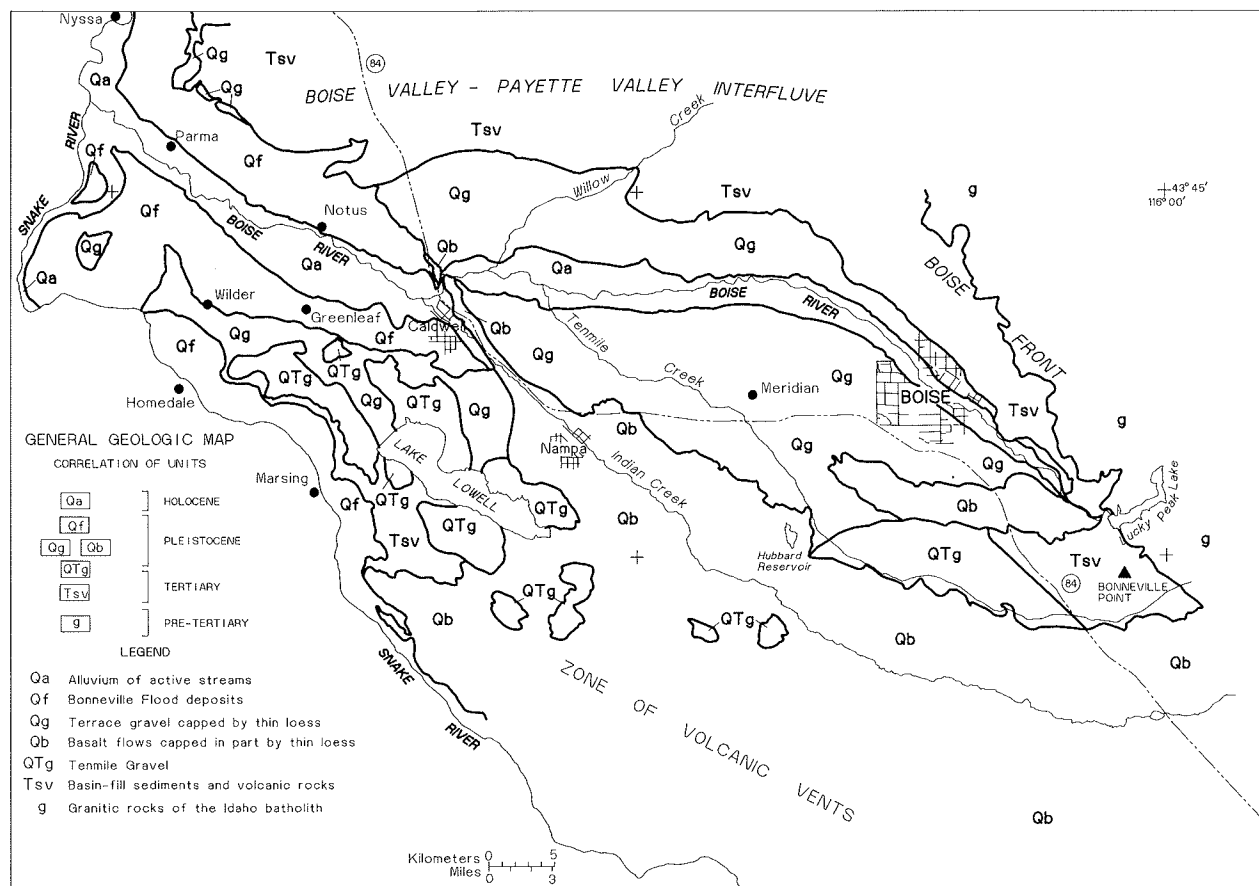 Nyssa
Qg
Tsv
84
Qa
Qg
BOISE VALLEY - PAYETTE VALLEY INTERFLUVE
Creek
RIVER
Parma
Tsv
Qf
Qf
Willow
Qg
Tsv
g
43° 45'
116° 00'
SNAKE
Qf
Notus
BOISE
RIVER
Qg
Qb
Qg
BOISE
FRONT
Qa
Qa
Qa
BOISE
RIVER
Wilder
Greenleaf
Caldwell
Qb
Tenmile
Creek
Qg
Qf
Qf
Qg
QTg
QTg
Qg
QTg
Qg
Meridian
Qg
BOISE
Tsv
g
Homedale
Qb
Nampa
Indian Creek
Qg
Qg
LAKE
LOWELL
Lucky Peak Lake
GENERAL GEOLOGIC MAP
CORRELATION OF UNITS
Qa
HOLOCENE
Qf
Qg
Qb
PLEISTOCENE
QTg
Tsv
TERTIARY
g
PRE-TERTIARY
Marsing
Qf
QTg
QTg
QTg
Tsv
Qb
Qb
Hubbard
Reservoir
QTg
Tsv
g
84
BONNEVILLE
POINT
Qb
QTg
QTg
Qb
Qb
SNAKE
RIVER
ZONE OF VOLCANIC VENTS
Qb
LEGEND
Qa Alluvium of active streams
Qf Bonneville Flood deposits
Qg Terrace gravel capped by thin loess
Qb Basalt flows capped in part by thin loess
QTg Tenmile Gravel
Tsv Basin-fill sediments and volcanic rocks
g Granitic rocks of the Idaho batholith
Kilometers 0 5
Miles 0 3